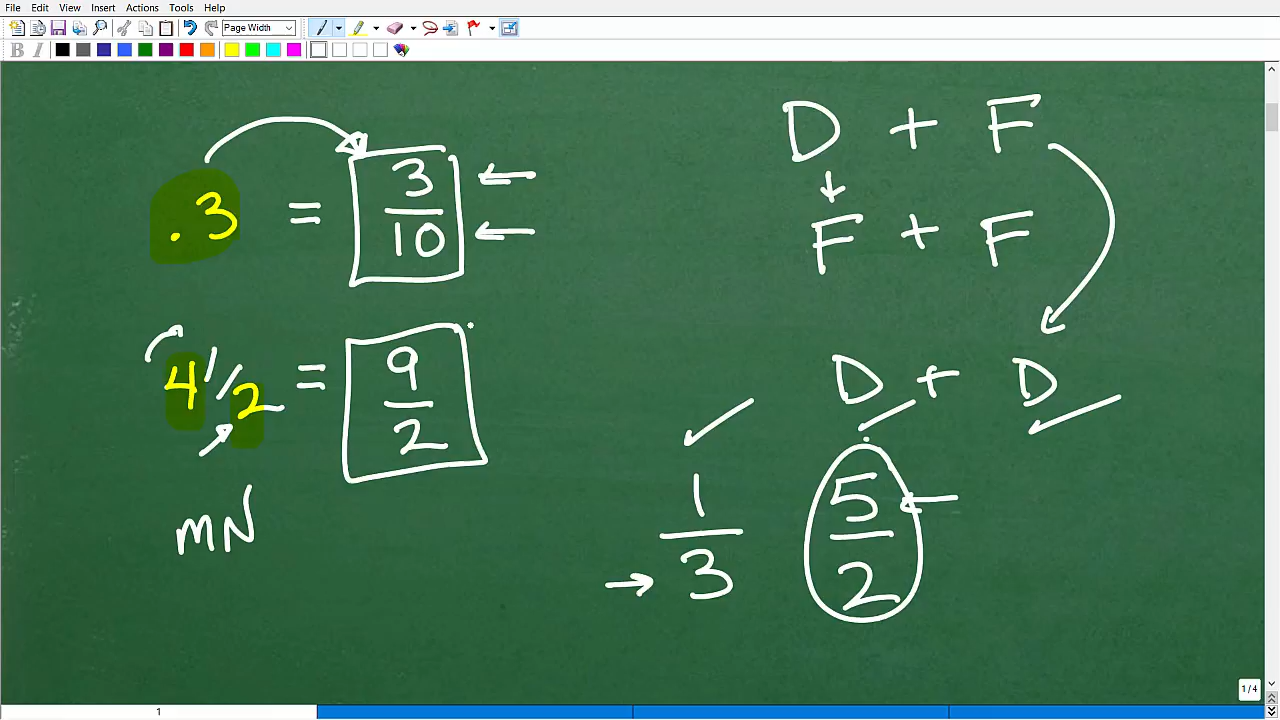 File Edit View Insert Actions Tools Help
Page Width
B I
.3 = 3/10
4 1/2 = 9/2
MN
D + F
F + F
D + D
1/3 5/2
1/4
1